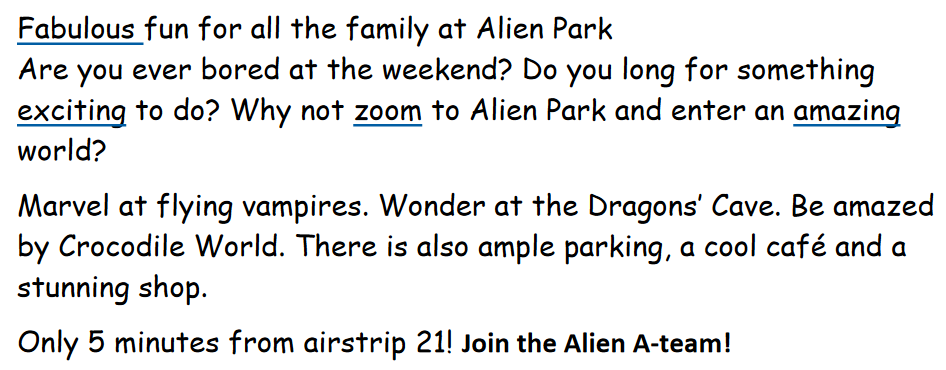 Fabulous fun for all the family at Alien Park
Are you ever bored at the weekend? Do you long for something
exciting to do? Why not zoom to Alien Park and enter an amazing
world?
Marvel at flying vampires. Wonder at the Dragons’ Cave. Be amazed
by Crocodile World. There is also ample parking, a cool café and a
stunning shop.
Only 5 minutes from airstrip 21! Join the Alien A-team!